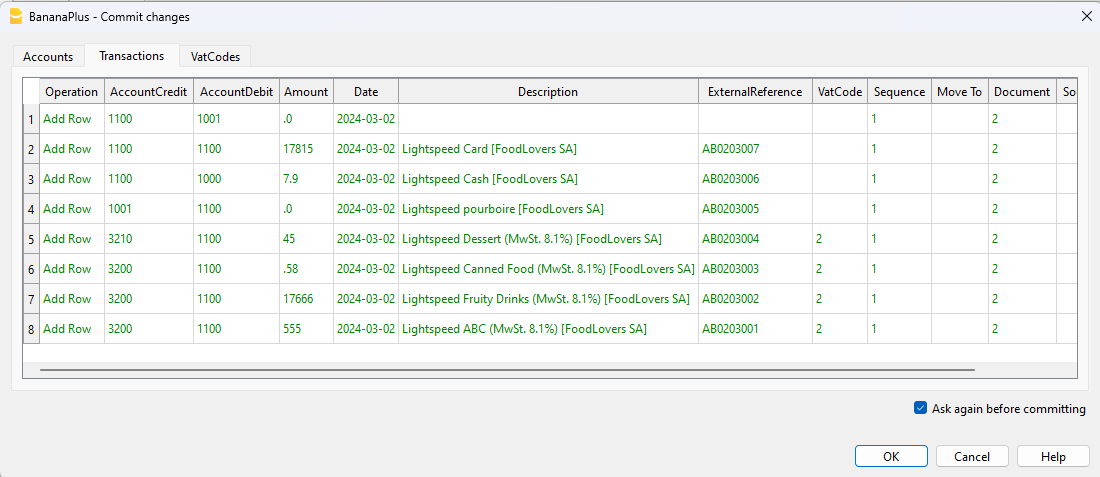 BananaPlus - Commit changes
Accounts Transactions VatCodes
Operation AccountCredit AccountDebit Amount Date Description ExternalReference VatCode Sequence Move To Document So
1 Add Row 1100 1001 .0 2024-03-02 1 2
2 Add Row 1100 1100 17815 2024-03-02 Lightspeed Card [FoodLovers SA] AB0203007 1 2
3 Add Row 1100 1000 7.9 2024-03-02 Lightspeed Cash [FoodLovers SA] AB0203006 1 2
4 Add Row 1001 1100 .0 2024-03-02 Lightspeed pourboire [FoodLovers SA] AB0203005 1 2
5 Add Row 3210 1100 45 2024-03-02 Lightspeed Dessert (MwSt. 8.1%) [FoodLovers SA] AB0203004 2 1 2
6 Add Row 3200 1100 .58 2024-03-02 Lightspeed Canned Food (MwSt. 8.1%) [FoodLovers SA] AB0203003 2 1 2
7 Add Row 3200 1100 17666 2024-03-02 Lightspeed Fruity Drinks (MwSt. 8.1%) [FoodLovers SA] AB0203002 2 1 2
8 Add Row 3200 1100 555 2024-03-02 Lightspeed ABC (MwSt. 8.1%) [FoodLovers SA] AB0203001 2 1 2
Ask again before committing
OK Cancel Help